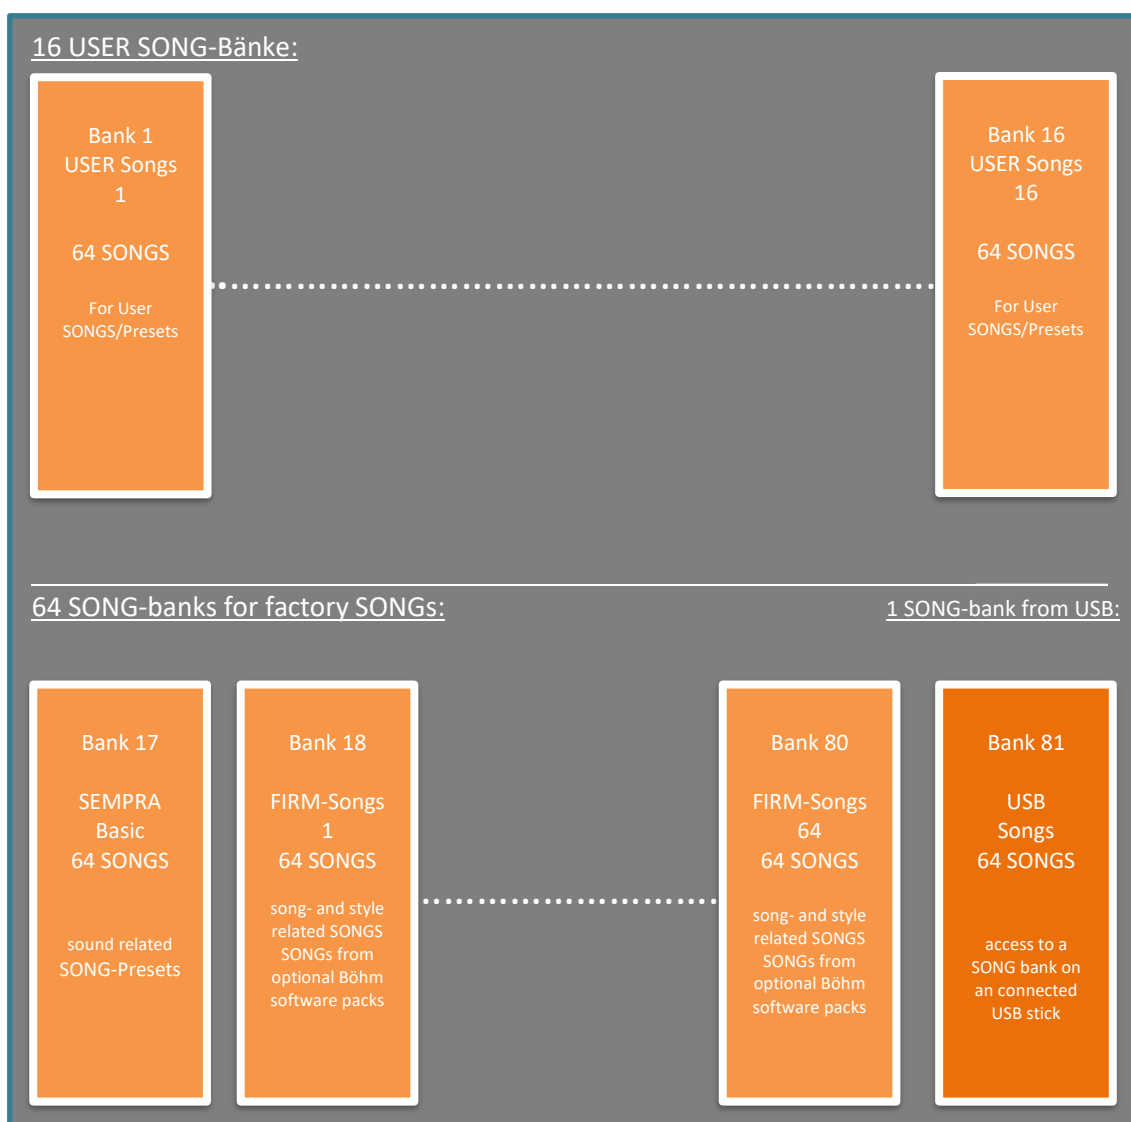 16 USER SONG-Bänke:
Bank 1
USER Songs
1
64 SONGS
For User
SONGS/Presets
Bank 16
USER Songs
16
64 SONGS
For User
SONGS/Presets
64 SONG-banks for factory SONGs:
1 SONG-bank from USB:
Bank 17
SEMPRA
Basic
64 SONGS
sound related
SONG-Presets
Bank 18
FIRM-Songs
1
64 SONGS
song- and style
related SONGS
SONGs from
optional Böhm
software packs
Bank 80
FIRM-Songs
64
64 SONGS
song- and style
related SONGS
SONGs from
optional Böhm
software packs
Bank 81
USB
Songs
64 SONGS
access to a
SONG bank on
an connected
USB stick